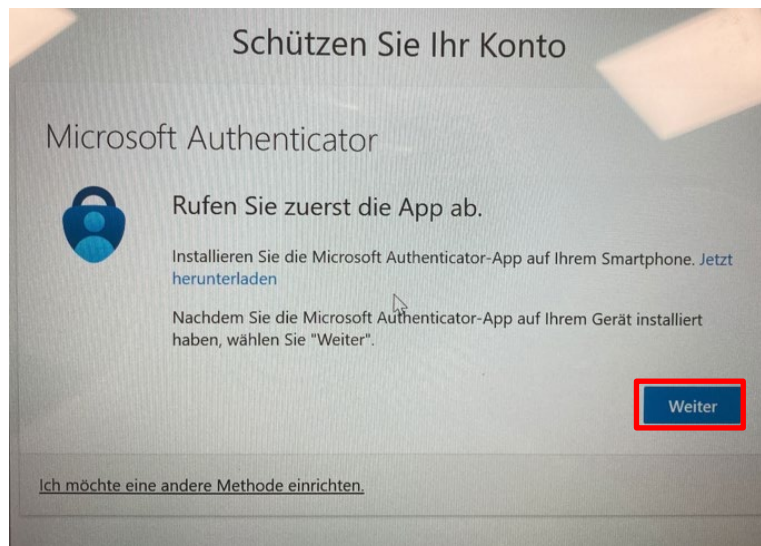 Schützen Sie Ihr Konto
Microsoft Authenticator
Rufen Sie zuerst die App ab.
Installieren Sie die Microsoft Authenticator-App auf Ihrem Smartphone. Jetzt
herunterladen
Nachdem Sie die Microsoft Authenticator-App auf Ihrem Gerät installiert
haben, wählen Sie "Weiter".
Weiter
Ich möchte eine andere Methode einrichten.